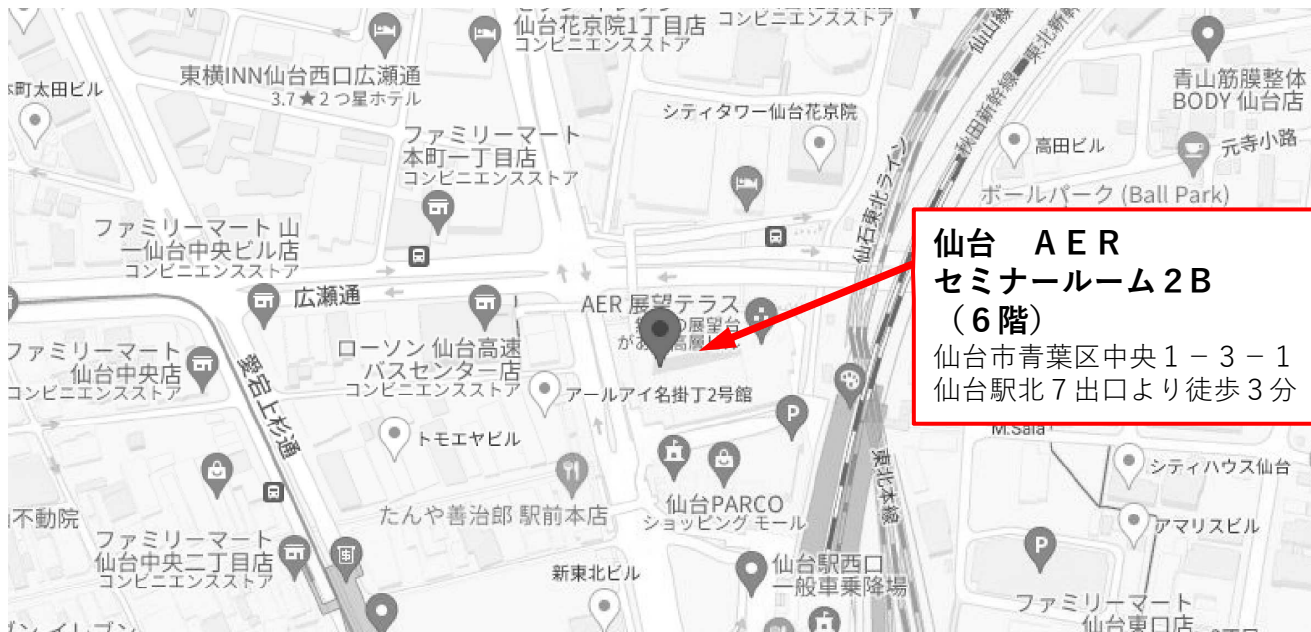 仙台花京院1丁目店
コンビニエンスストア
コンビニエンスストア
仙山線
東北新幹線
秋田新幹線
東横INN仙台西口広瀬通
3.7★2つ星ホテル
本町太田ビル
青山筋膜整体
BODY 仙台店
シティタワー仙台花京院
ファミリーマート
本町一丁目店
コンビニエンスストア
高田ビル
元寺小路
ボールパーク (Ball Park)
仙石東北ライン
ファミリーマート 山
一仙台中央ビル店
コンビニエンスストア
広瀬通
AER 展望テラス
の展望台
仙台 AER
セミナールーム2B
(6階)
仙台市青葉区中央1-3-1
仙台駅北7出口より徒歩3分
ファミリーマート
仙台中央店
コンビニエンスストア
愛宕上杉通
ローソン 仙台高速
バスセンター店
コンビニエンスストア
アールアイ名掛丁2号館
トモエヤビル
P
M.Sala
シティハウス仙台
東北本線
仙台PARCO
ショッピング モール
たんや善治郎 駅前本店
不動院
アマリスビル
ファミリーマート
仙台中央二丁目店
コンビニエンスストア
新東北ビル
仙台駅西口
一般車乗降場
P
ファミリーマート
仙台東口店